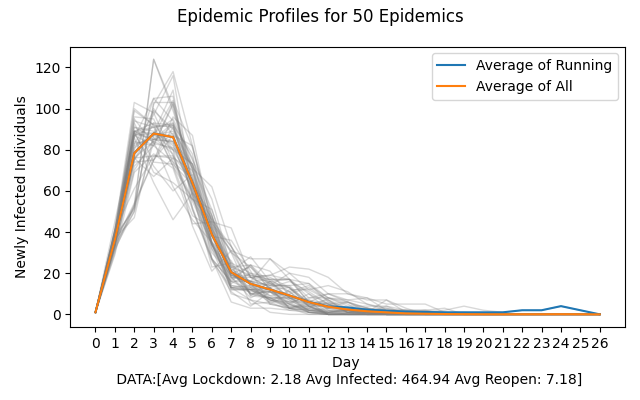 Epidemic Profiles for 50 Epidemics
Average of Running
Average of All
Newly Infected Individuals
120
100
80
60
40
20
0
0 1 2 3 4 5 6 7 8 9 10 11 12 13 14 15 16 17 18 19 20 21 22 23 24 25 26
Day
DATA:[Avg Lockdown: 2.18 Avg Infected: 464.94 Avg Reopen: 7.18]